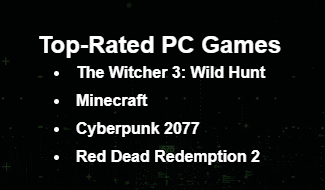 Top-Rated PC Games
• The Witcher 3: Wild Hunt
• Minecraft
• Cyberpunk 2077
• Red Dead Redemption 2